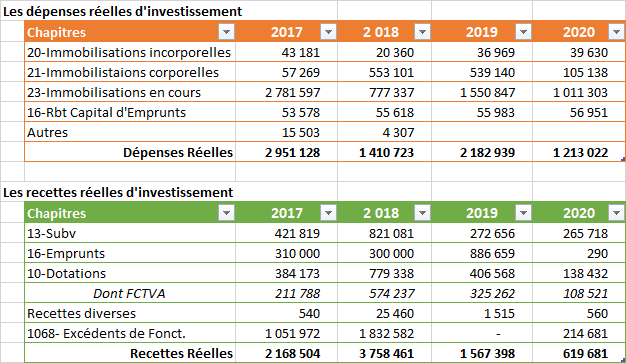 Les dépenses réelles d'investissement
Chapitres 2017 2 018 2019 2020
20-Immobilisations incorporelles 43 181 20 360 36 969 39 630
21-Immobilistaions corporelles 57 269 553 101 539 140 105 138
23-Immobilisations en cours 2 781 597 777 337 1 550 847 1 011 303
16-Rbt Capital d'Emprunts 53 578 55 618 55 983 56 951
Autres 15 503 4 307
Dépenses Réelles 2 951 128 1 410 723 2 182 939 1 213 022
Les recettes réelles d'investissement
Chapitres 2017 2 018 2019 2020
13-Subv 421 819 821 081 272 656 265 718
16-Emprunts 310 000 300 000 886 659 290
10-Dotations 384 173 779 338 406 568 138 432
Dont FCTVA 211 788 574 237 325 262 108 521
Recettes diverses 540 25 460 1 515 560
1068- Excédents de Fonct. 1 051 972 1 832 582 - 214 681
Recettes Réelles 2 168 504 3 758 461 1 567 398 619 681